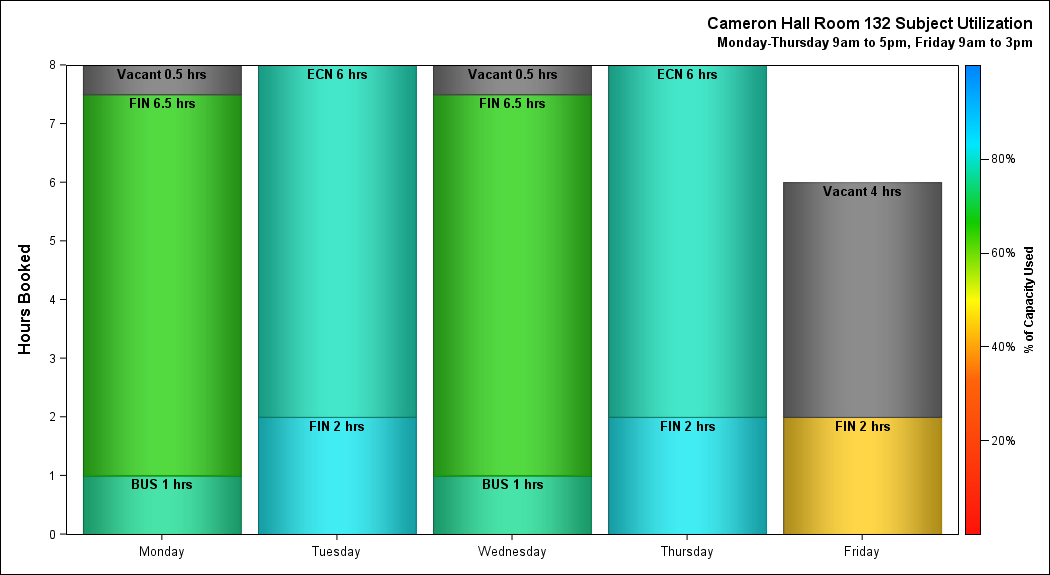 Cameron Hall Room 132 Subject Utilization
Monday-Thursday 9am to 5pm, Friday 9am to 3pm
Hours Booked
8
7
6
5
4
3
2
1
0
Vacant 0.5 hrs
FIN 6.5 hrs
BUS 1 hrs
ECN 6 hrs
FIN 2 hrs
Vacant 0.5 hrs
FIN 6.5 hrs
BUS 1 hrs
ECN 6 hrs
FIN 2 hrs
Vacant 4 hrs
FIN 2 hrs
Monday
Tuesday
Wednesday
Thursday
Friday
80%
60%
40%
20%
% of Capacity Used